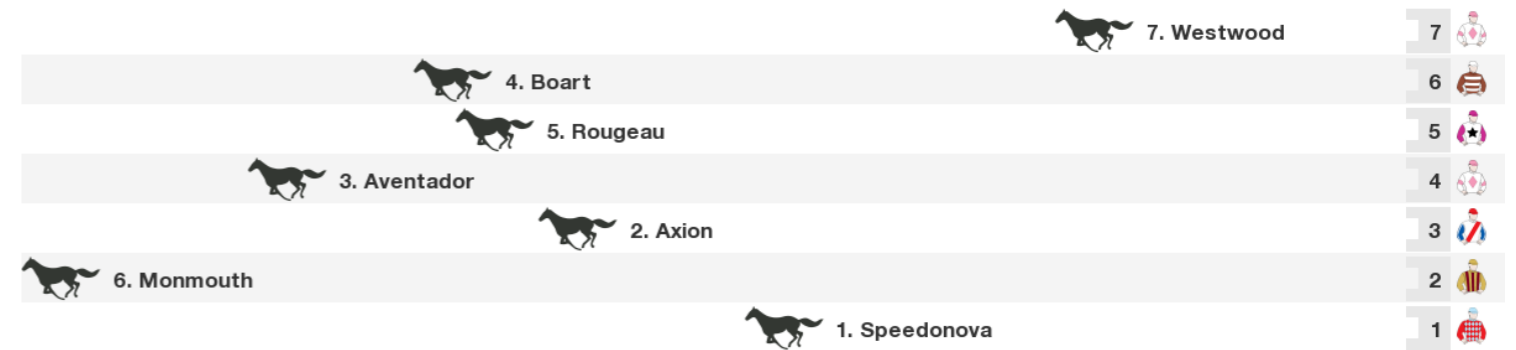 7. Westwood 7
4. Boart 6
5. Rougeau 5
3. Aventador 4
2. Axion 3
6. Monmouth 2
1. Speedonova 1